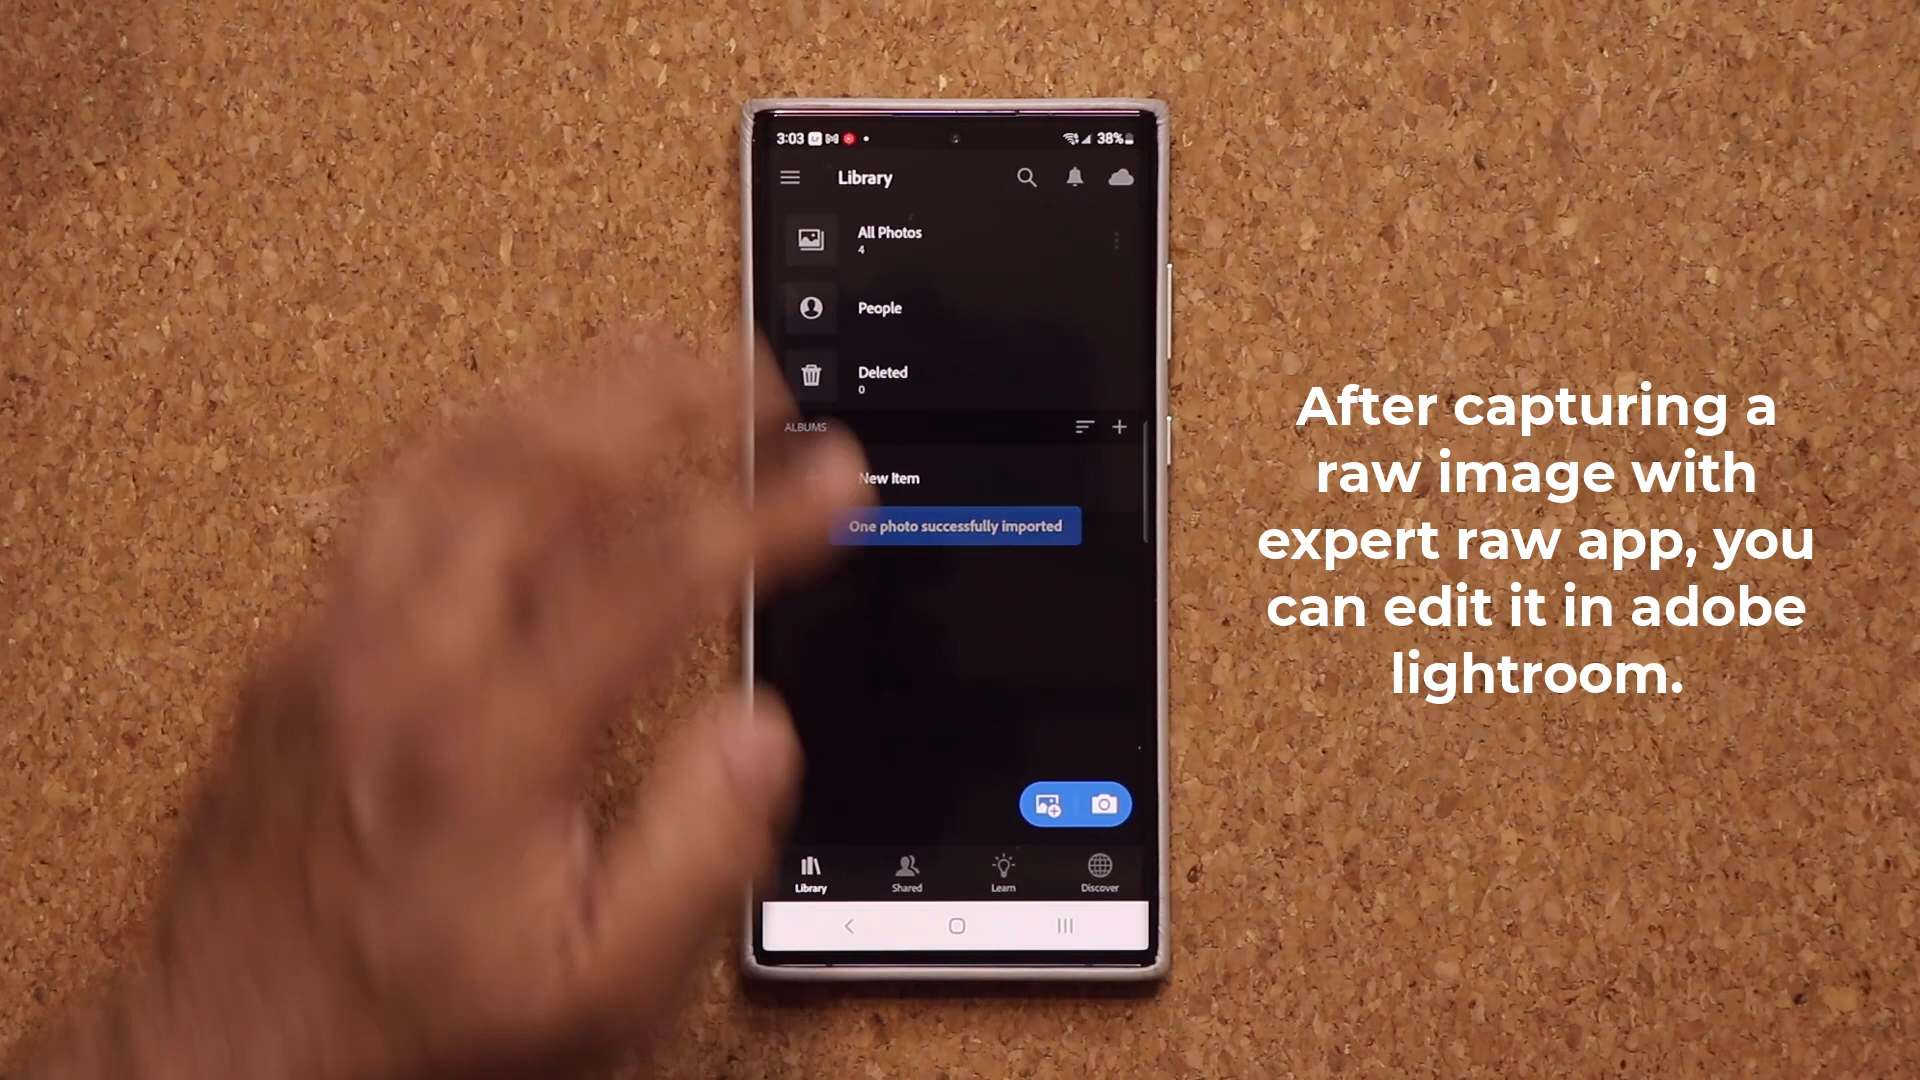 3:03
38%
Library
All Photos
4
People
Deleted
0
ALBUMS
New Item
One photo successfully imported
Library
Shared
Learn
Discover
After capturing a
raw image with
expert raw app, you
can edit it in adobe
lightroom.